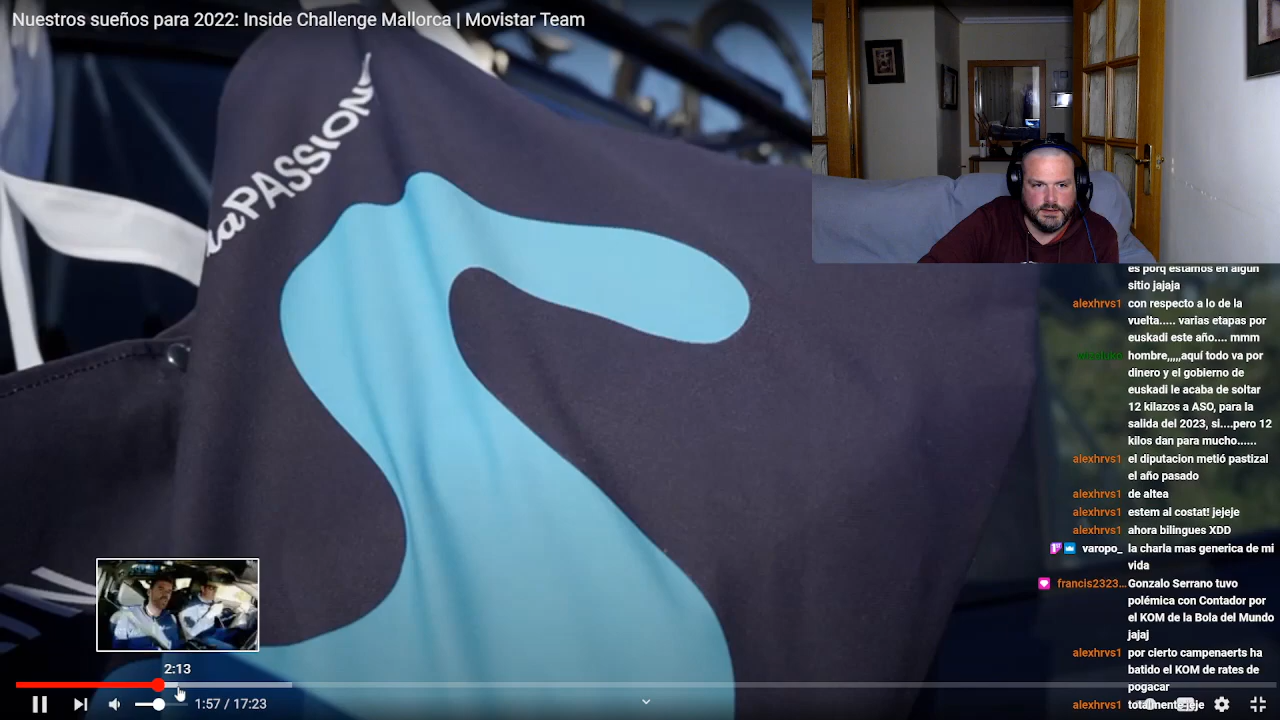 Nuestros sueños para 2022: Inside Challenge Mallorca | Movistar Team
la PASSION
es porq estamos en algun
sitio jajaja
alexhrvs1 con respecto a lo de la
vuelta..... varias etapas por
euskadi este año.... mmm
hombre,,,,,aquí todo va por
dinero y el gobierno de
euskadi le acaba de soltar
12 kilazos a ASO, para la
salida del 2023, si....pero 12
kilos dan para mucho......
alexhrvs1 el diputacion metió pastizal
el año pasado
alexhrvs1 de altea
alexhrvs1 estem al costat! jejeje
alexhrvs1 ahora bilingues XDD
varopo_ la charla mas generica de mi
vida
francis2323... Gonzalo Serrano tuvo
polémica con Contador por
el KOM de la Bola del Mundo
jajaj
alexhrvs1 por cierto campenaerts ha
batido el KOM de rates de
pogacar
alexhrvs1 totalmente jeje
2:13
1:57 / 17:23